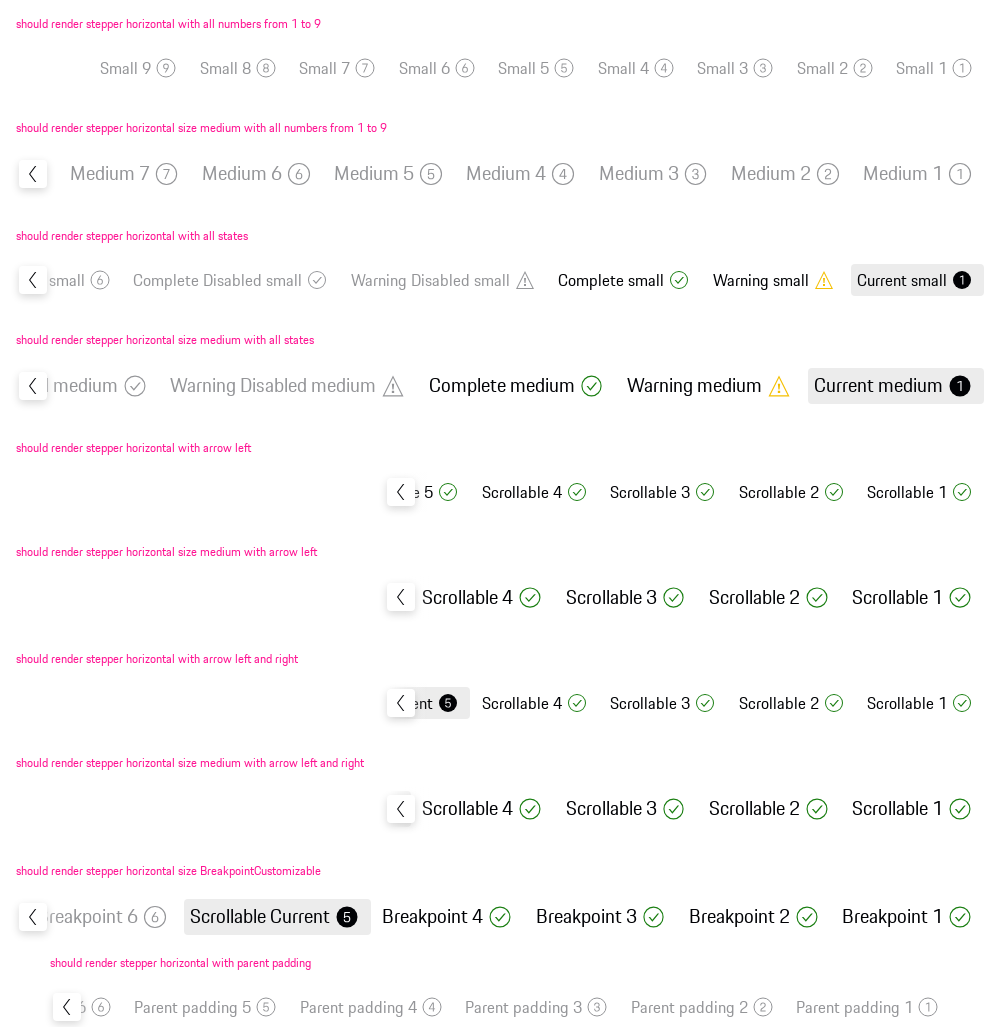 should render stepper horizontal with all numbers from 1 to 9
Small 9 9 Small 8 8 Small 7 7 Small 6 6 Small 5 5 Small 4 4 Small 3 3 Small 2 2 Small 1 1
should render stepper horizontal size medium with all numbers from 1 to 9
Medium 7 7 Medium 6 6 Medium 5 5 Medium 4 4 Medium 3 3 Medium 2 2 Medium 1 1
should render stepper horizontal with all states
small 6 Complete Disabled small Warning Disabled small Complete small Warning small Current small 1
should render stepper horizontal size medium with all states
medium Warning Disabled medium Complete medium Warning medium Current medium 1
should render stepper horizontal with arrow left
5 Scrollable 4 Scrollable 3 Scrollable 2 Scrollable 1
should render stepper horizontal size medium with arrow left
Scrollable 4 Scrollable 3 Scrollable 2 Scrollable 1
should render stepper horizontal with arrow left and right
ent 5 Scrollable 4 Scrollable 3 Scrollable 2 Scrollable 1
should render stepper horizontal size medium with arrow left and right
Scrollable 4 Scrollable 3 Scrollable 2 Scrollable 1
should render stepper horizontal size BreakpointCustomizable
reakpoint 6 6 Scrollable Current 5 Breakpoint 4 Breakpoint 3 Breakpoint 2 Breakpoint 1
should render stepper horizontal with parent padding
6 6 Parent padding 5 5 Parent padding 4 4 Parent padding 3 3 Parent padding 2 2 Parent padding 1 1